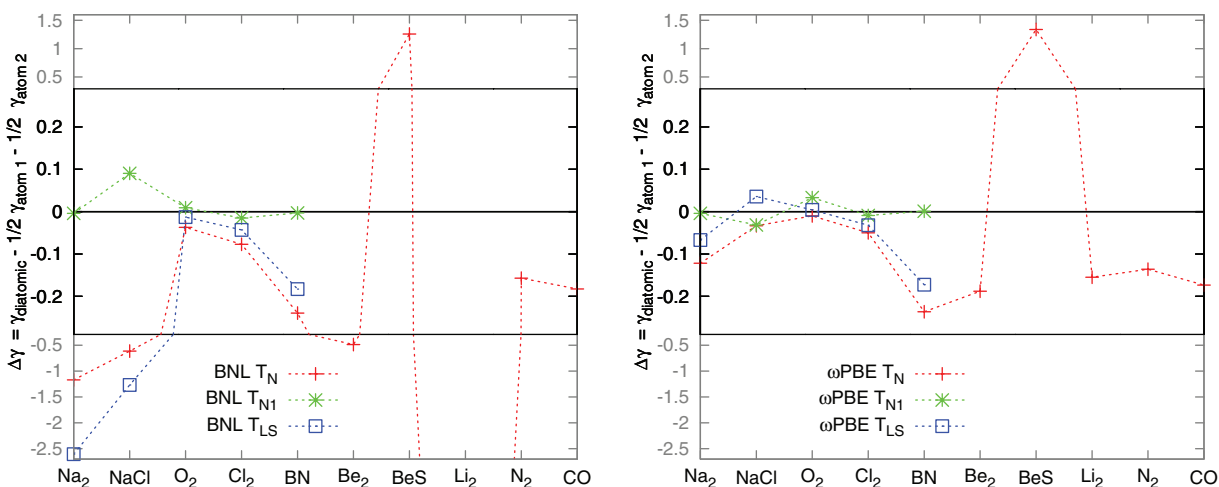 Δγ = γdiatomic - 1/2 γatom 1 - 1/2 γatom 2
1.5
1
0.5
0.2
0.1
0
-0.1
-0.2
-0.5
-1
-1.5
-2
-2.5
BNL TN
BNL TN1
BNL TLS
Na2 NaCl O2 Cl2 BN Be2 BeS Li2 N2 CO
Δγ = γdiatomic - 1/2 γatom 1 - 1/2 γatom 2
1.5
1
0.5
0.2
0.1
0
-0.1
-0.2
-0.5
-1
-1.5
-2
-2.5
ωPBE TN
ωPBE TN1
ωPBE TLS
Na2 NaCl O2 Cl2 BN Be2 BeS Li2 N2 CO